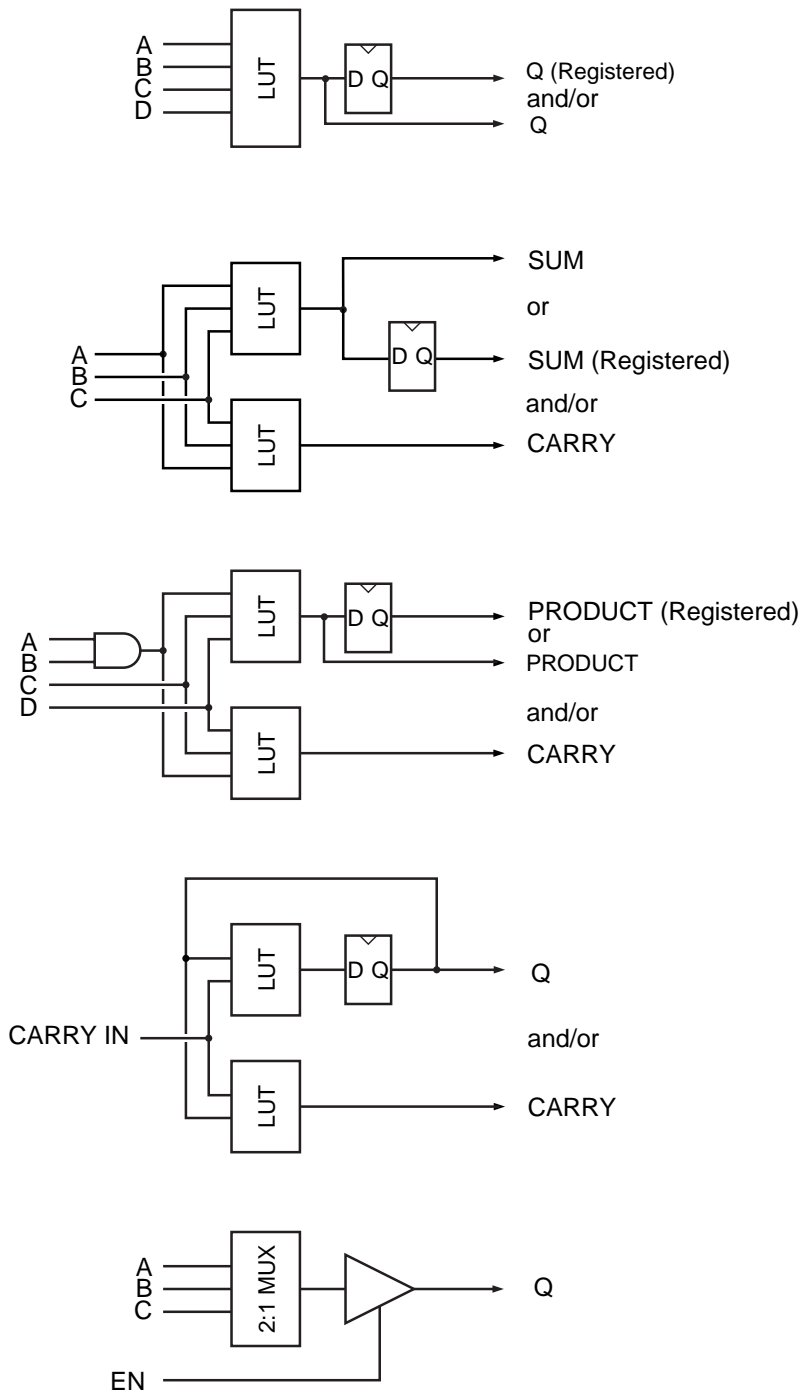 A
B
C
D
LUT
D Q
Q (Registered)
and/or
Q
A
B
C
LUT
LUT
D Q
SUM
or
SUM (Registered)
and/or
CARRY
A
B
C
D
LUT
LUT
D Q
PRODUCT (Registered)
or
PRODUCT
and/or
CARRY
CARRY IN
LUT
LUT
D Q
Q
and/or
CARRY
A
B
C
2:1 MUX
EN
Q